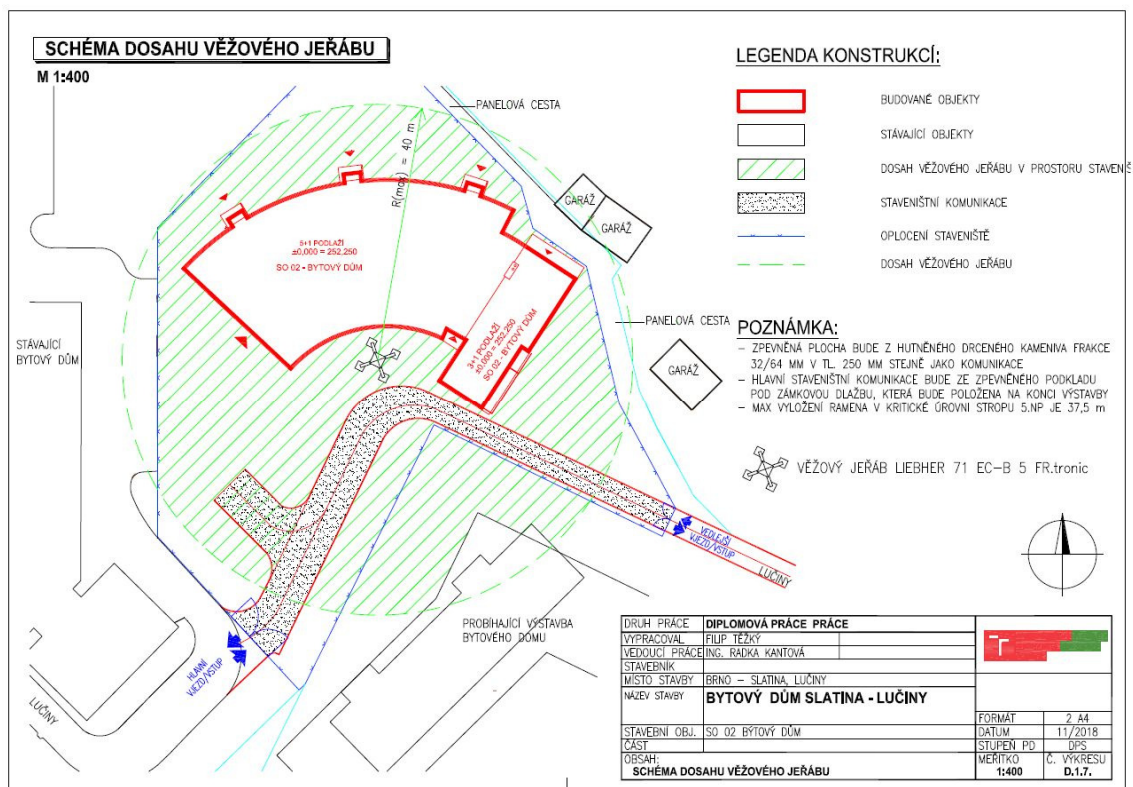 SCHÉMA DOSAHU VĚŽOVÉHO JEŘÁBU
M 1:400
PANELOVÁ CESTA
R(max) = 40 m
GARÁŽ
GARÁŽ
5+1 PODLAŽÍ
±0,000 = 252.250
SO 02 - BYTOVÝ DŮM
3+1 PODLAŽÍ
±0,000 = 252,250
SO 02 - BYTOVÝ DŮM
STÁVAJÍCÍ
BYTOVÝ DŮM
PANELOVÁ CESTA
GARÁŽ
VEDLEJŠÍ
VJEZD/VSTUP
LUČINY
PROBÍHAJÍCÍ VÝSTAVBA
BYTOVÉHO DOMU
HLAVNÍ
VJEZD/VSTUP
LUČINY
LEGENDA KONSTRUKCÍ:
BUDOVANÉ OBJEKTY
STÁVAJÍCÍ OBJEKTY
DOSAH VĚŽOVÉHO JEŘÁBU V PROSTORU STAVENIŠ
STAVENIŠTNÍ KOMUNIKACE
OPLOCENÍ STAVENIŠTĚ
DOSAH VĚŽOVÉHO JEŘÁBU
POZNÁMKA:
- ZPEVNĚNÁ PLOCHA BUDE Z HUTNĚNÉHO DRCENÉHO KAMENIVA FRAKCE
32/64 MM V TL. 250 MM STEJNĚ JAKO KOMUNIKACE
- HLAVNÍ STAVENIŠTNÍ KOMUNIKACE BUDE ZE ZPEVNĚNÉHO PODKLADU
POD ZÁMKOVOU DLAŽBU, KTERÁ BUDE POLOŽENA NA KONCI VÝSTAVBY
- MAX VYLOŽENÍ RAMENA V KRITICKÉ ÚROVNI STROPU 5.NP JE 37,5 m
VĚŽOVÝ JEŘÁB LIEBHER 71 EC-B 5 FR.tronic
DRUH PRÁCE DIPLOMOVÁ PRÁCE PRÁCE
VYPRACOVAL FILIP TĚŽKÝ
VEDOUCÍ PRÁCE ING. RADKA KANTOVÁ
STAVEBNÍK
MÍSTO STAVBY BRNO - SLATINA, LUČINY
NÁZEV STAVBY BYTOVÝ DŮM SLATINA - LUČINY
STAVEBNÍ OBJ. SO 02 BÝTOVÝ DŮM
ČÁST
OBSAH:
SCHÉMA DOSAHU VĚŽOVÉHO JEŘÁBU
FORMÁT 2 A4
DATUM 11/2018
STUPEŇ PD DPS
MEŘÍTKO Č. VÝKRESU
1:400 D.1.7.